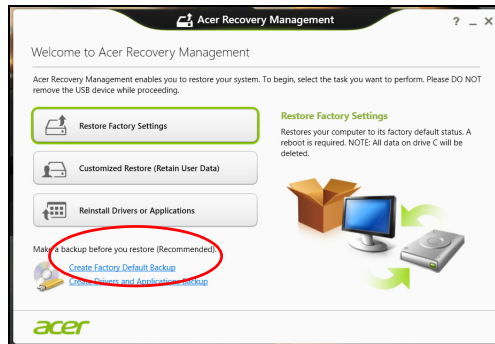 Acer Recovery Management
? _ X
Welcome to Acer Recovery Management
Acer Recovery Management enables you to restore your system. To begin, select the task you want to perform. Please DO NOT
remove the USB device while proceeding.
Restore Factory Settings
Customized Restore (Retain User Data)
Reinstall Drivers or Applications
Restore Factory Settings
Restores your computer to its factory default status. A
reboot is required. NOTE: All data on drive C will be
deleted.
Make a backup before you restore (Recommended).
Create Factory Default Backup
Create Drivers and Applications Backup
acer